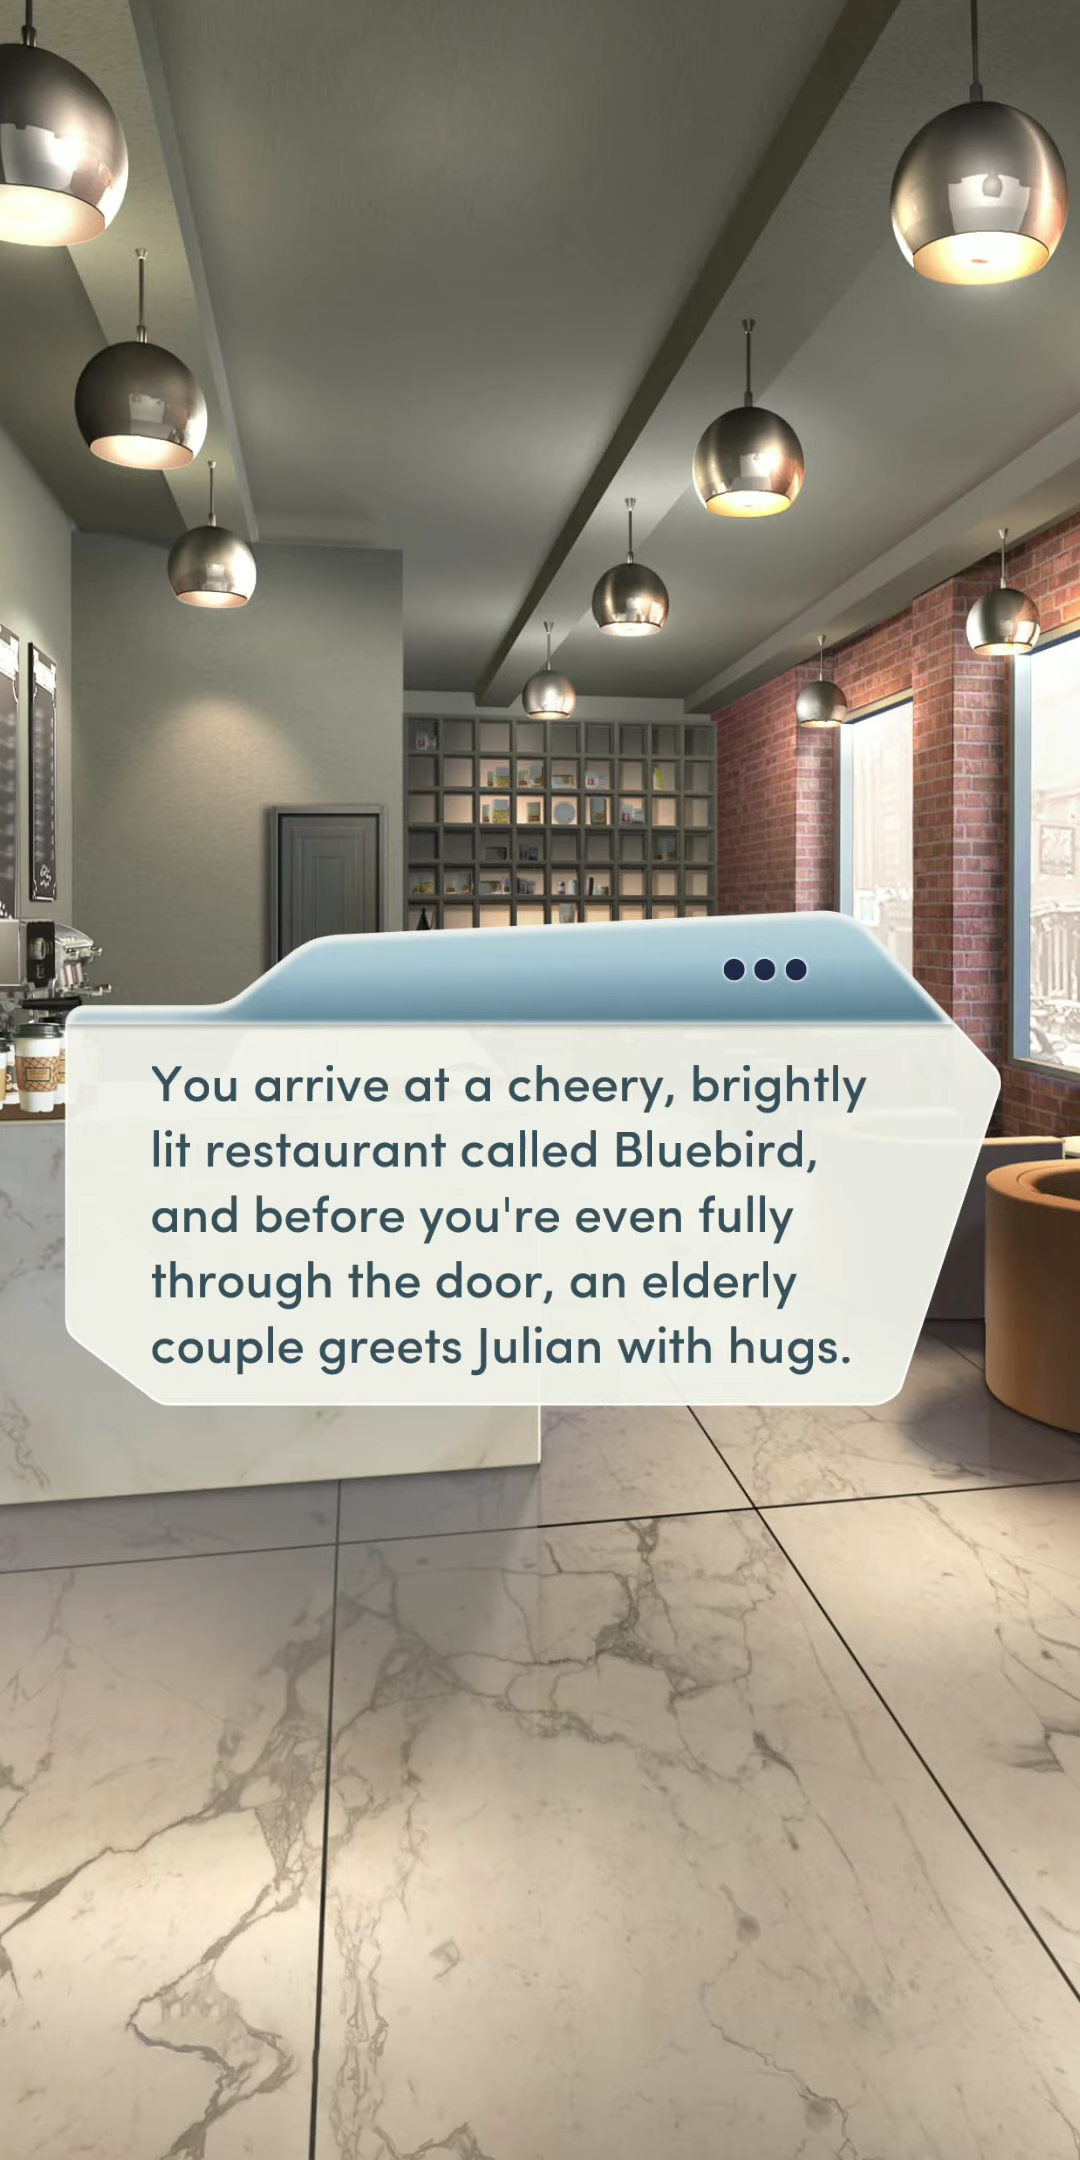 You arrive at a cheery, brightly
lit restaurant called Bluebird,
and before you're even fully
through the door, an elderly
couple greets Julian with hugs.